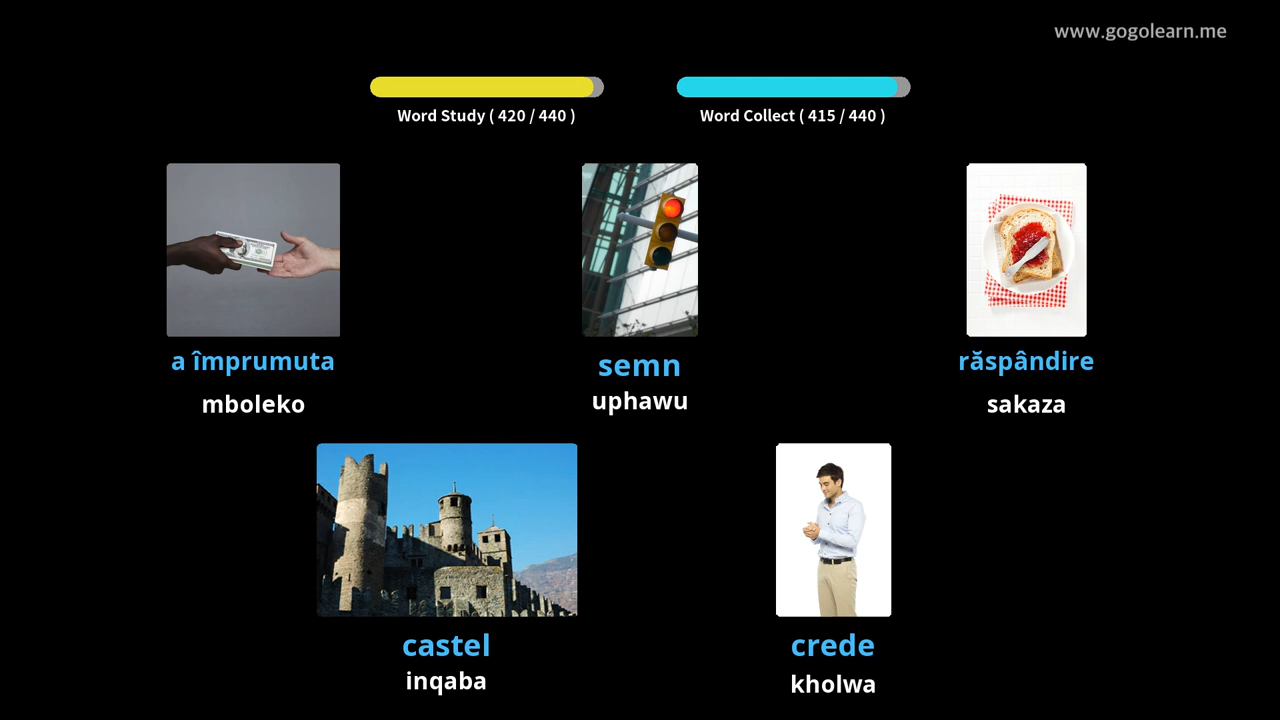 www.gogolearn.me
Word Study ( 420 / 440 )
Word Collect ( 415 / 440 )
a împrumuta
mboleko
semn
uphawu
răspândire
sakaza
castel
inqaba
crede
kholwa